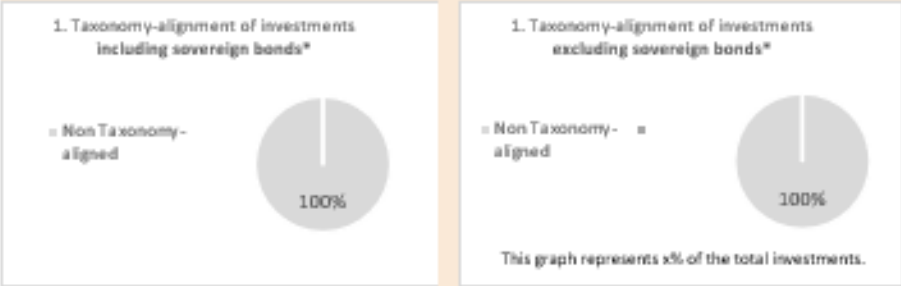 1. Taxonomy-alignment of investments
including sovereign bonds*
Non Taxonomy-
aligned
100%
1. Taxonomy-alignment of investments
excluding sovereign bonds*
Non Taxonomy-
aligned
100%
This graph represents x% of the total investments.